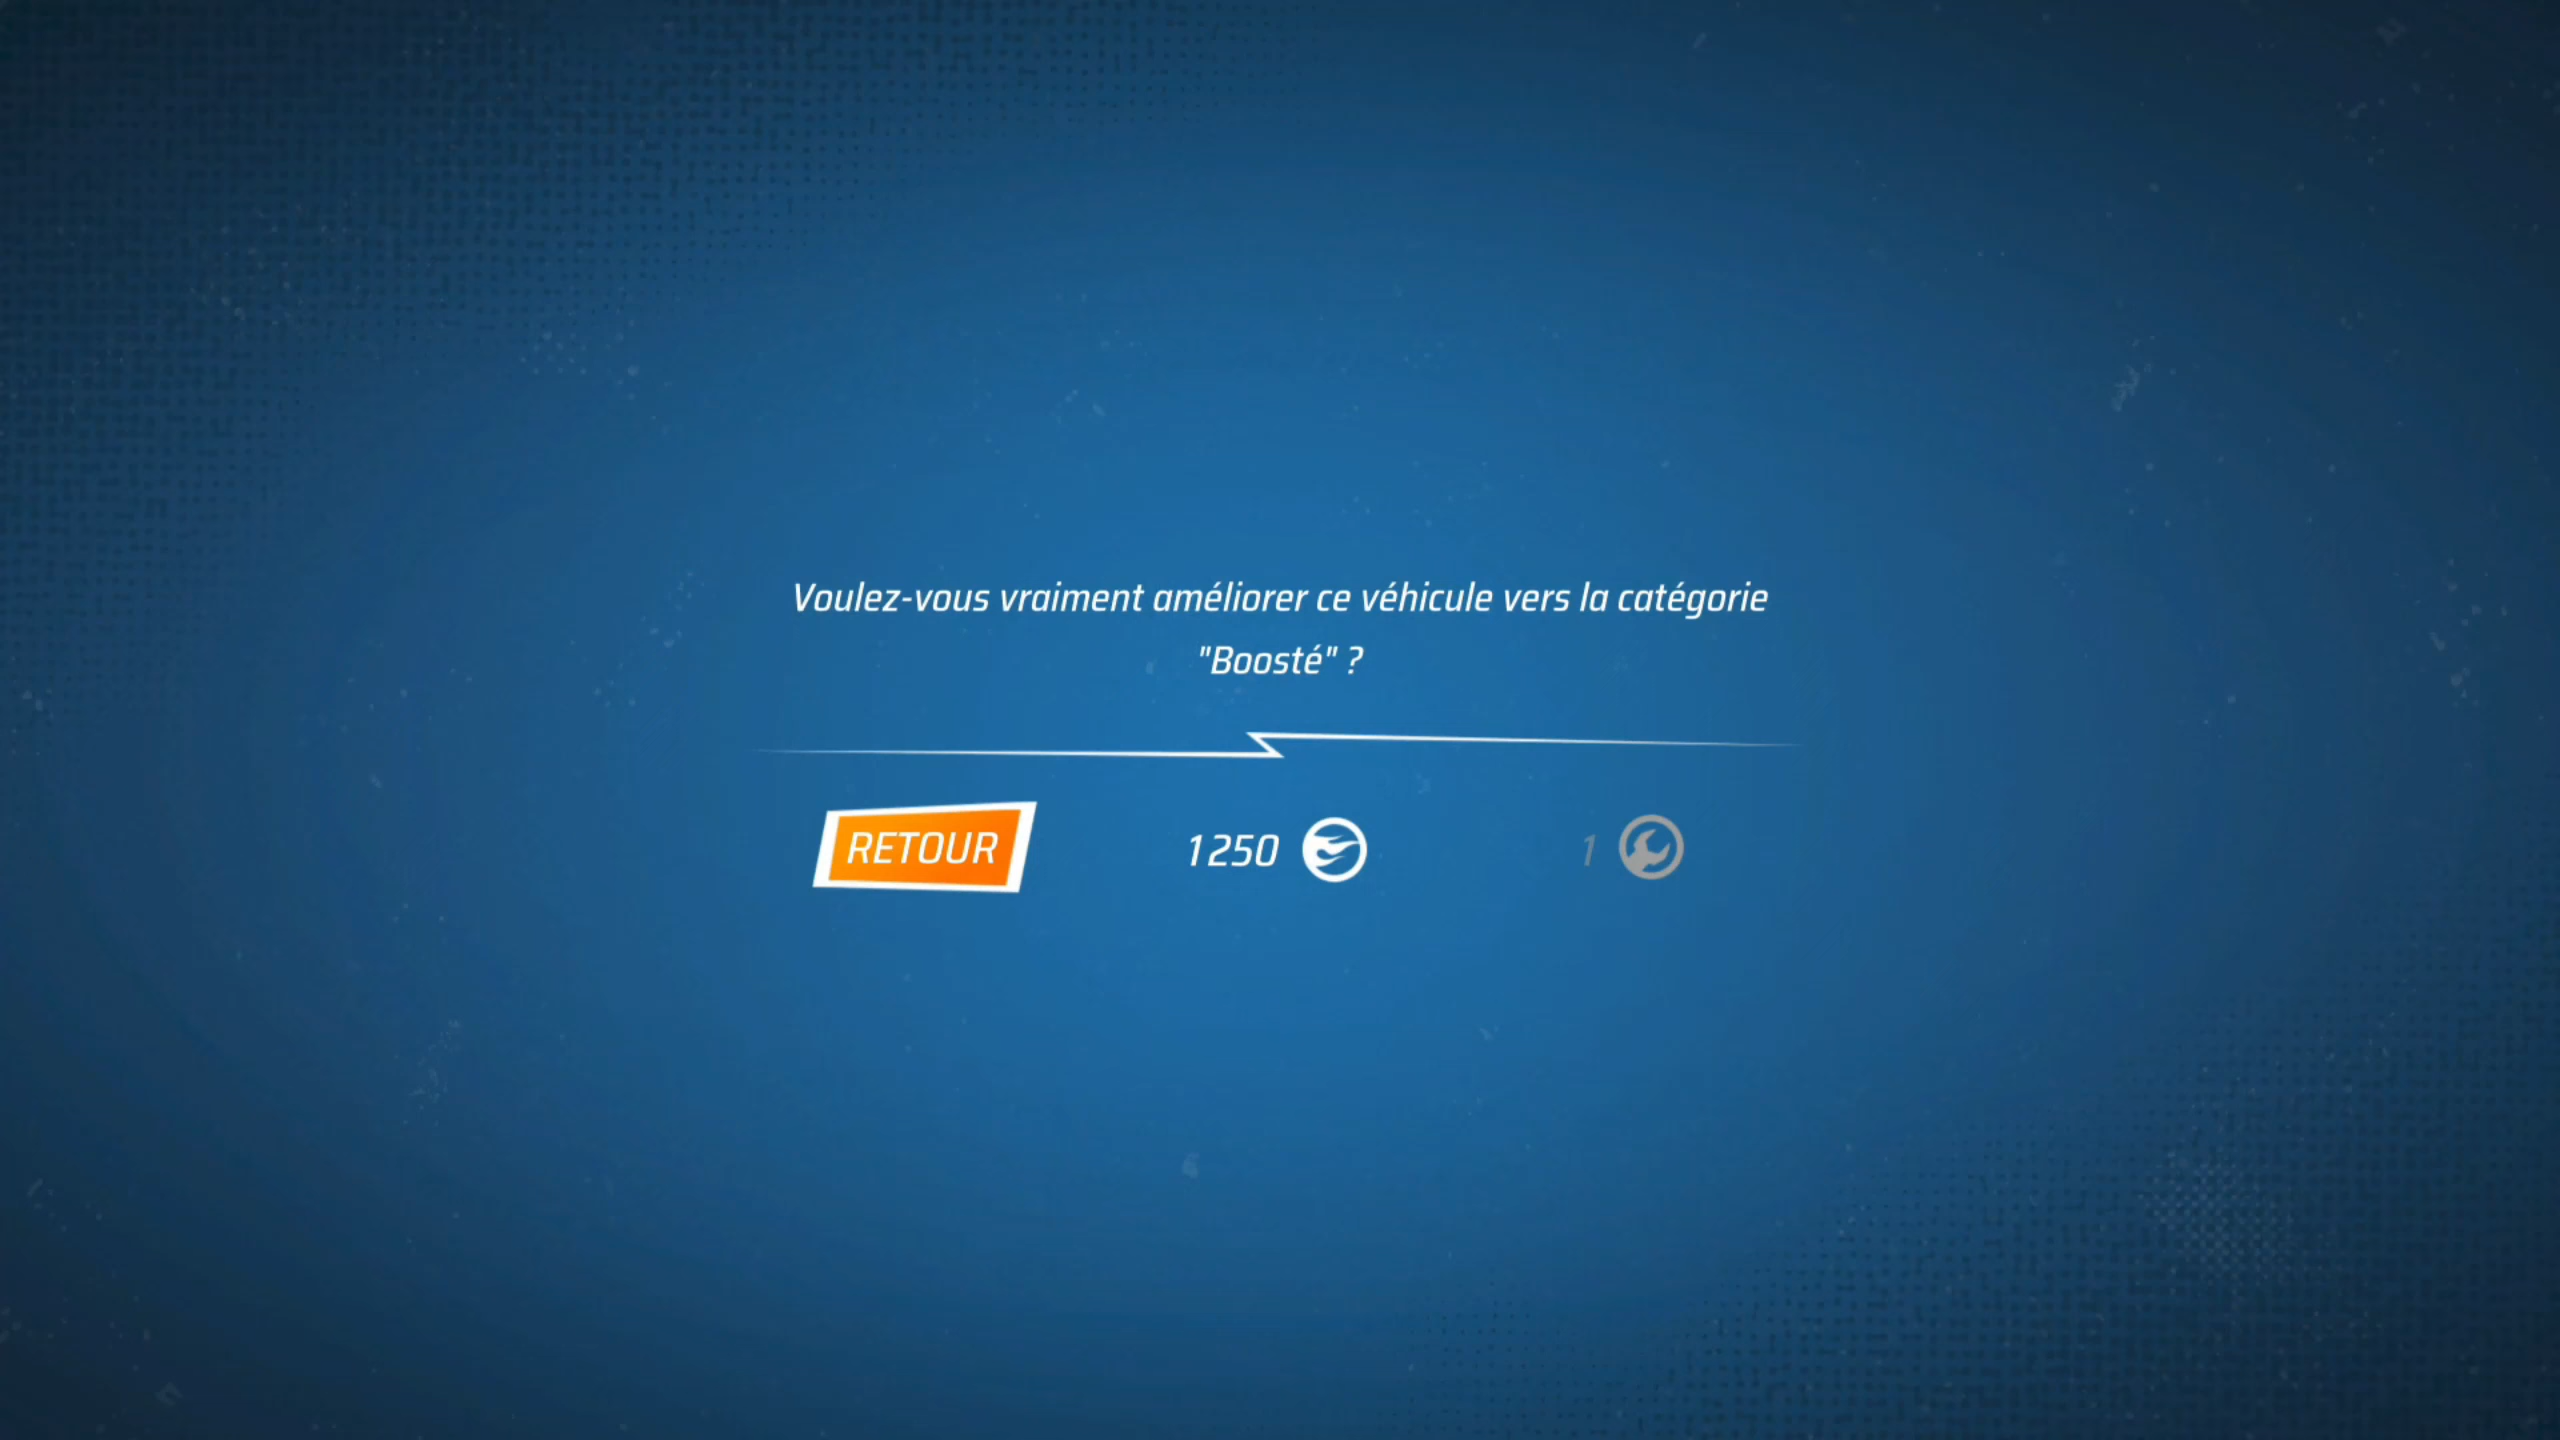 Voulez-vous vraiment améliorer ce véhicule vers la catégorie
"Boosté" ?
RETOUR 1250 1